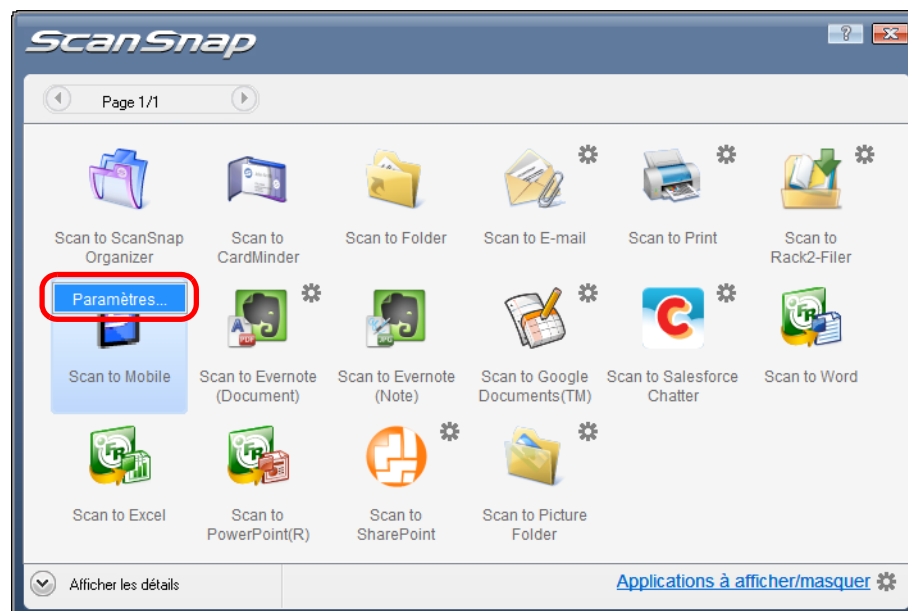 ScanSnap
Page 1/1
Scan to ScanSnap
Organizer
Scan to
CardMinder
Scan to Folder
Scan to E-mail
Scan to Print
Scan to
Rack2-Filer
Paramètres...
Scan to Mobile
Scan to Evernote
(Document)
Scan to Evernote
(Note)
Scan to Google
Documents(TM)
Scan to Salesforce
Chatter
Scan to Word
Scan to Excel
Scan to
PowerPoint(R)
Scan to
SharePoint
Scan to Picture
Folder
Afficher les détails
Applications à afficher/masquer